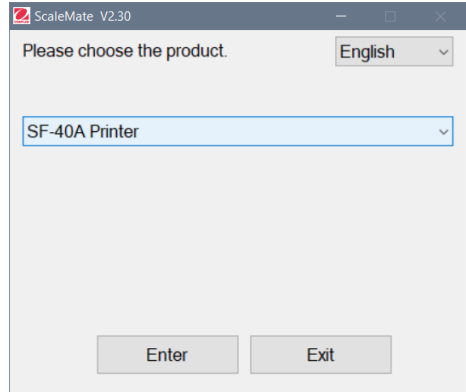 ScaleMate V2.30
Please choose the product.
English
SF-40A Printer
Enter
Exit